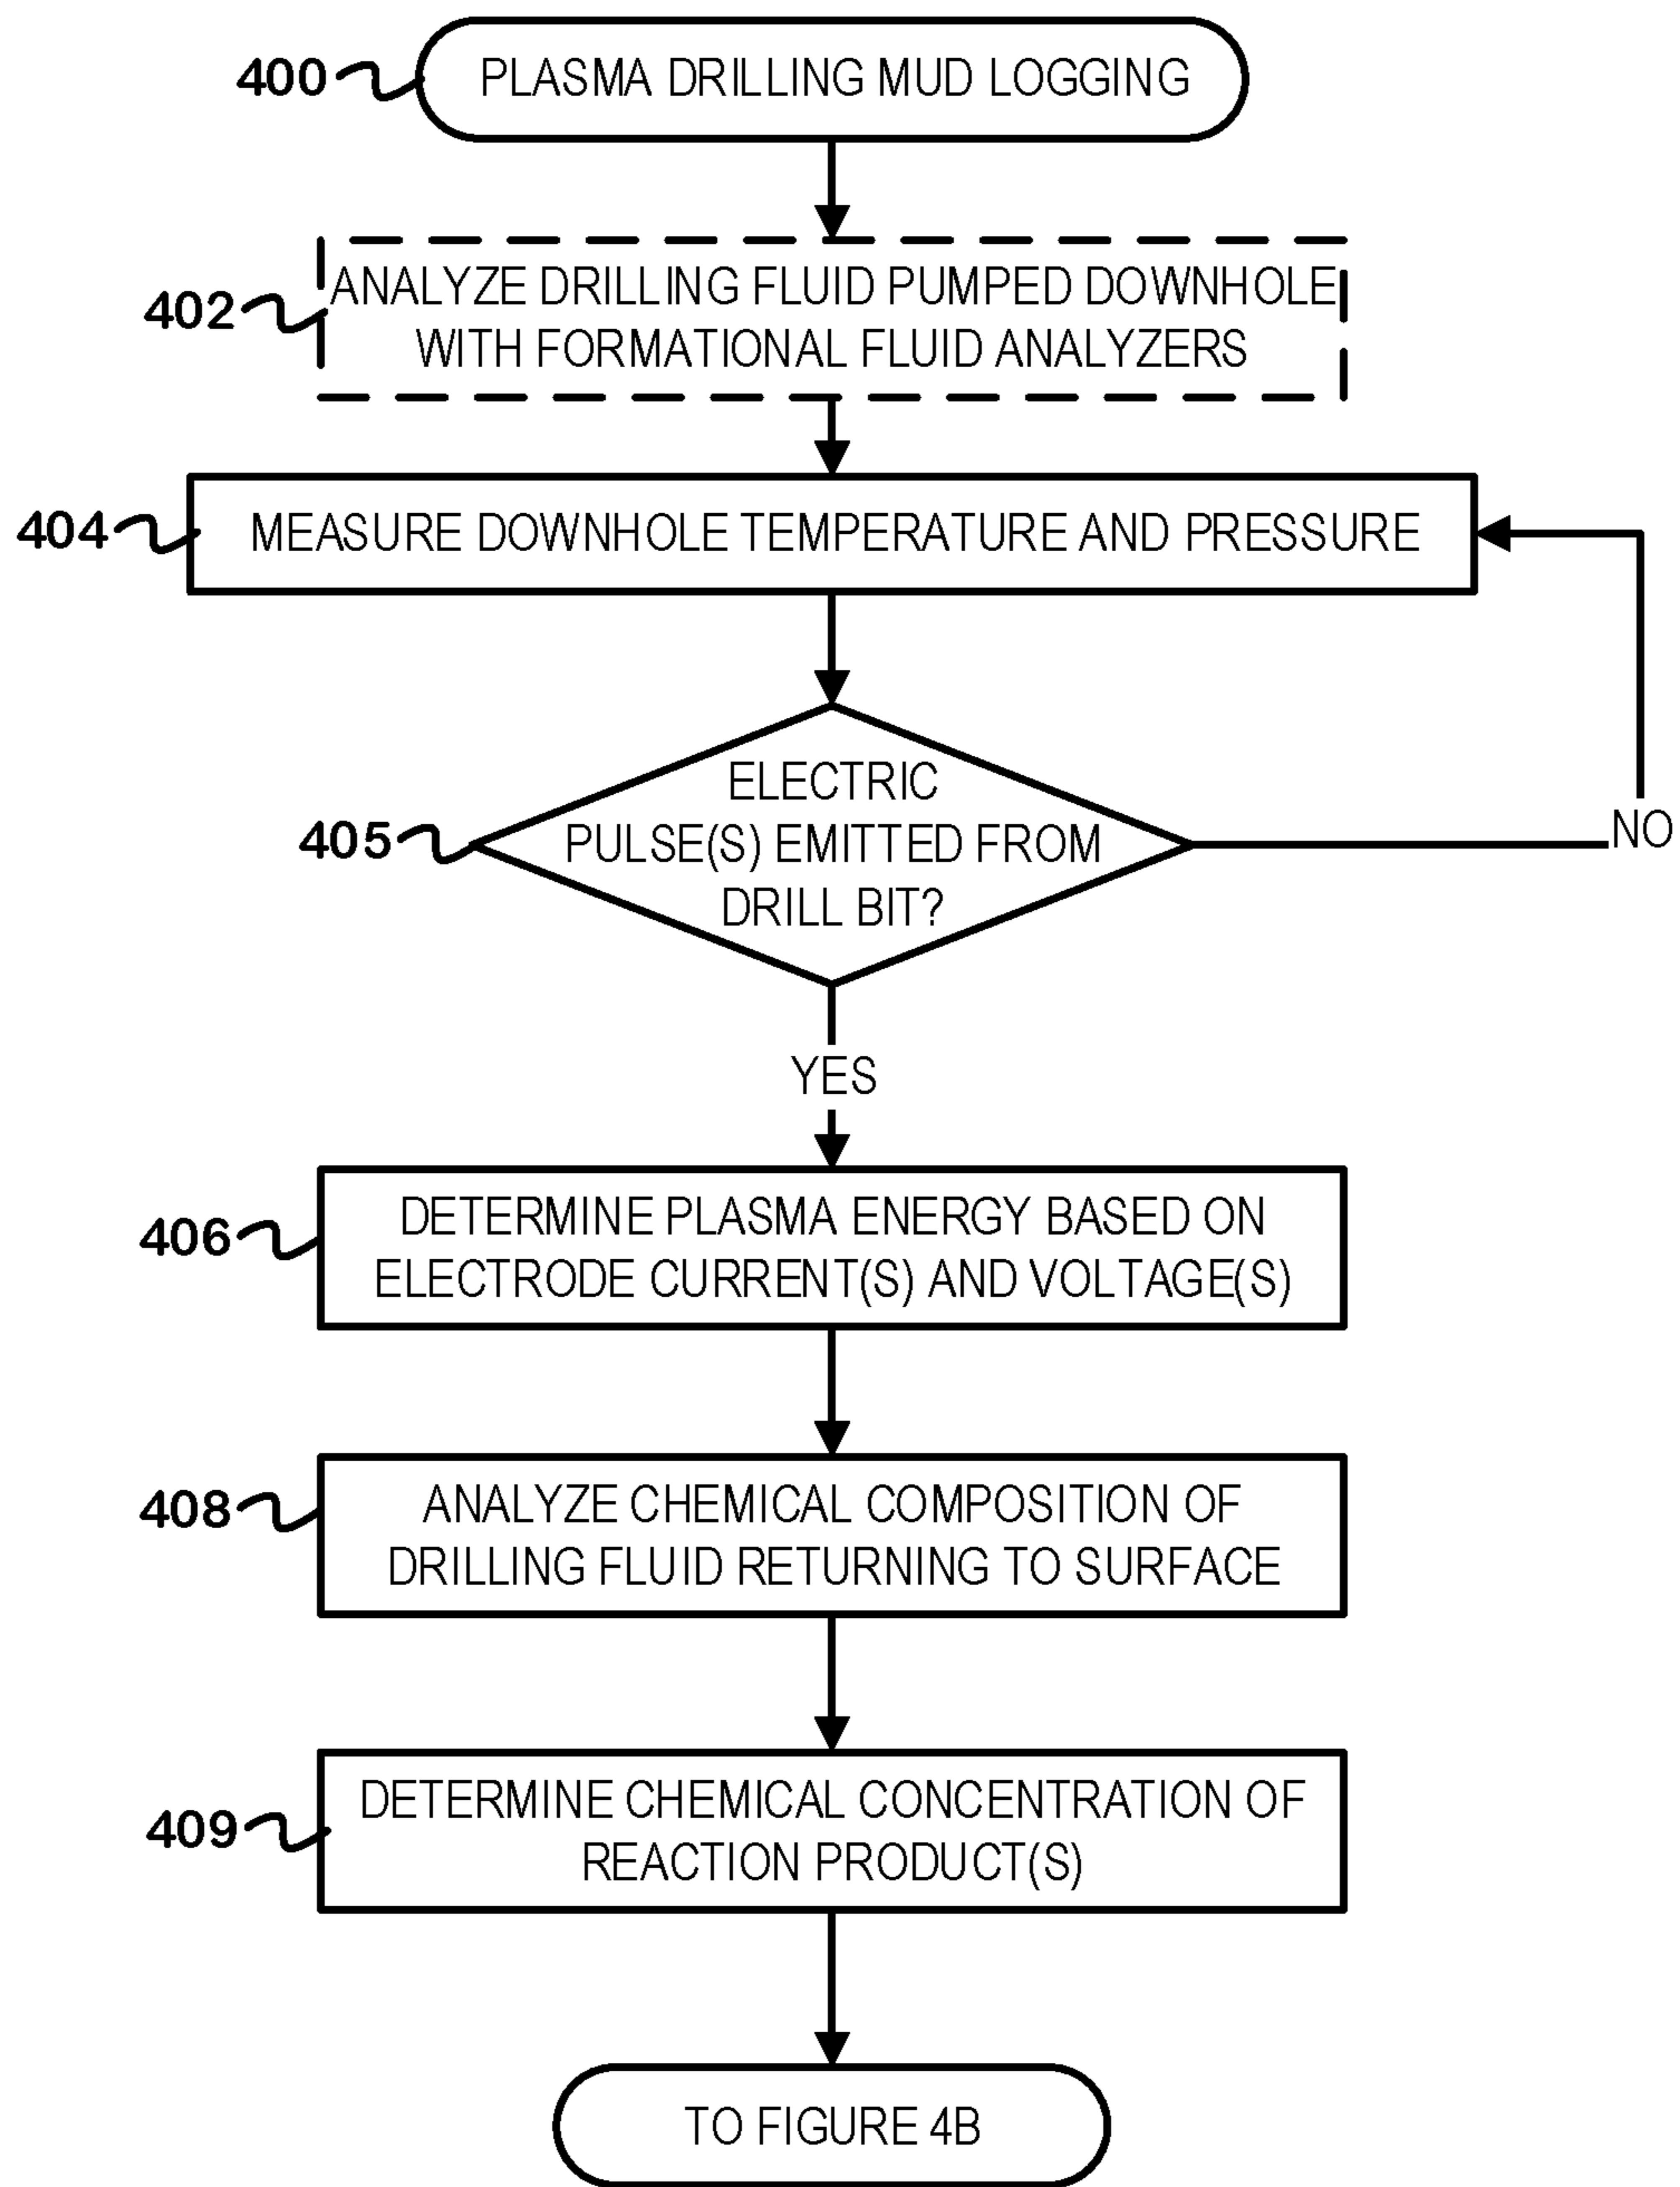 400 PLASMA DRILLING MUD LOGGING
402 ANALYZE DRILLING FLUID PUMPED DOWNHOLE
WITH FORMATIONAL FLUID ANALYZERS
404 MEASURE DOWNHOLE TEMPERATURE AND PRESSURE
ELECTRIC
405 PULSE(S) EMITTED FROM
DRILL BIT?
NO
YES
406 DETERMINE PLASMA ENERGY BASED ON
ELECTRODE CURRENT(S) AND VOLTAGE(S)
408 ANALYZE CHEMICAL COMPOSITION OF
DRILLING FLUID RETURNING TO SURFACE
409 DETERMINE CHEMICAL CONCENTRATION OF
REACTION PRODUCT(S)
TO FIGURE 4B